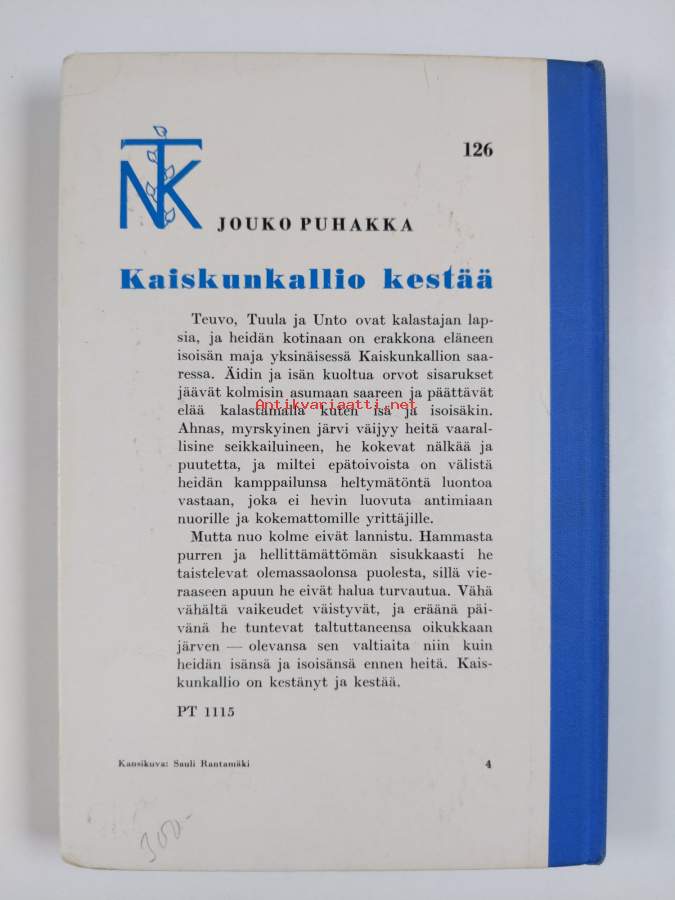 NTK
126
JOUKO PUHAKKA
Kaiskunkallio kestää
Teuvo, Tuula ja Unto ovat kalastajan lap-
sia, ja heidän kotinaan on erakkona eläneen
isoisän maja yksinäisessä Kaiskunkallion saa-
ressa. Äidin ja isän kuoltua orvot sisarukset
jäävät kolmisin asumaan saareen ja päättävät
elää kalastamalla kuten isä ja isoisäkin.
Antikvariaatti.net
Ahnas, myrskyinen järvi väijyy heitä vaaral-
lisine seikkailuineen, he kokevat nälkää ja
puutetta, ja miltei epätoivoista on välistä
heidän kamppailunsa heltymätöntä luontoa
vastaan, joka ei hevin luovuta antimiaan
nuorille ja kokemattomille yrittäjille.
Mutta nuo kolme eivät lannistu. Hammasta
purren ja hellittämättömän sisukkaasti he
taistelevat olemassaolonsa puolesta, sillä vie-
raaseen apuun he eivät halua turvautua. Vähä
vähältä vaikeudet väistyvät, ja eräänä päi-
vänä he tuntevat taltuttaneensa oikukkaan
järven — olevansa sen valtiaita niin kuin
heidän isänsä ja isoisänsä ennen heitä. Kais-
kunkallio on kestänyt ja kestää.
PT 1115
Kansikuva: Sauli Rantamäki
4
300-